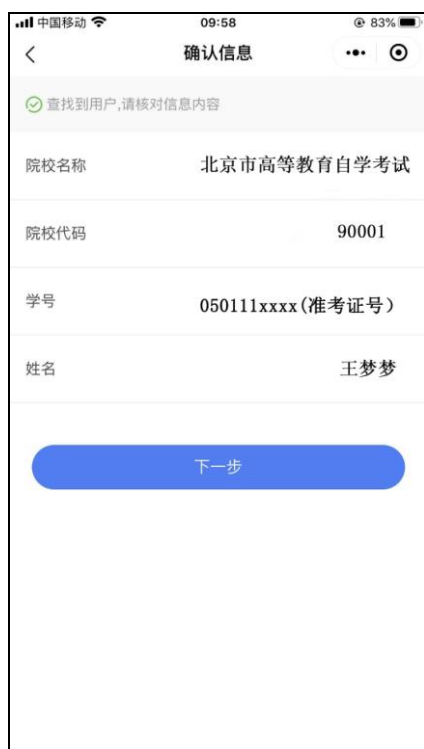 中国移动 09:58 83%
确认信息
查找到用户,请核对信息内容
院校名称 北京市高等教育自学考试
院校代码 90001
学号 050111xxxx(准考证号)
姓名 王梦梦
下一步